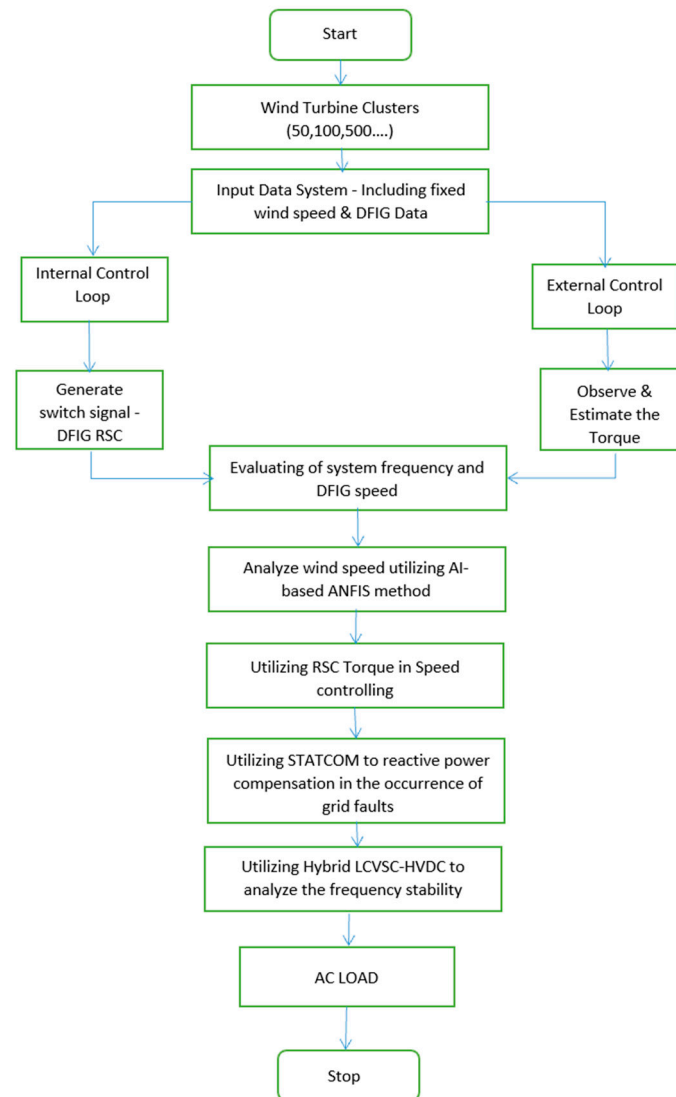 Start
Wind Turbine Clusters
(50,100,500....)
Input Data System - Including fixed
wind speed & DFIG Data
Internal Control
Loop
External Control
Loop
Generate
switch signal -
DFIG RSC
Observe &
Estimate the
Torque
Evaluating of system frequency and
DFIG speed
Analyze wind speed utilizing AI-
based ANFIS method
Utilizing RSC Torque in Speed
controlling
Utilizing STATCOM to reactive power
compensation in the occurrence of
grid faults
Utilizing Hybrid LCVSC-HVDC to
analyze the frequency stability
AC LOAD
Stop